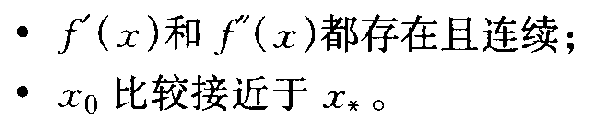 • f′(x)和 f″(x)都存在且连续;
• x₀ 比较接近于 x*。